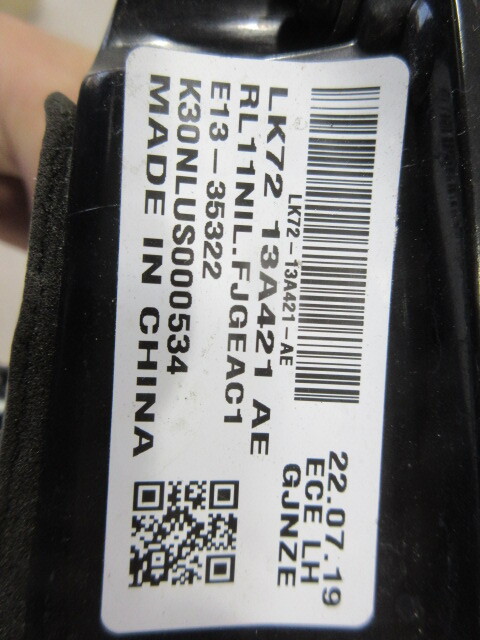 LK72-13A421-AE
22.07.19
ECE LH
GJNZE
LK72 13A421 AE
RL11NIL.FJGEAC1
E13-35322
K30NLUS000534
MADE IN CHINA